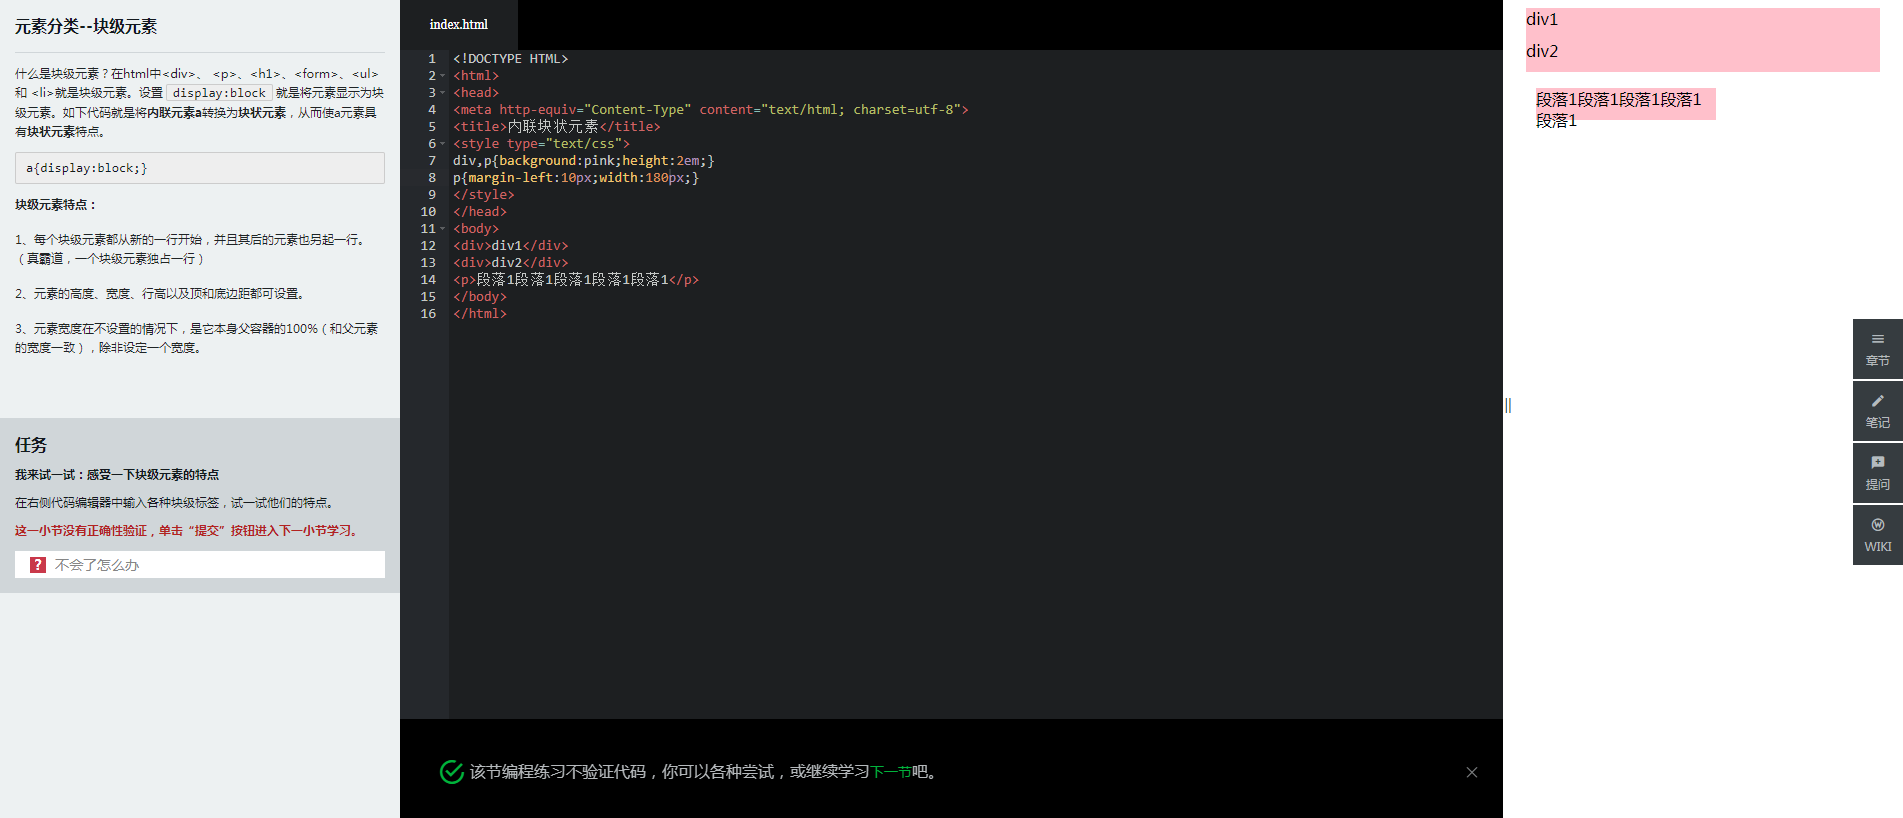 元素分类--块级元素
什么是块级元素？在html中<div>、 <p>、<h1>、<form>、<ul>
和 <li>就是块级元素。设置 display:block 就是将元素显示为块
级元素。如下代码就是将内联元素a转换为块状元素，从而使a元素具
有块状元素特点。
a{display:block;}
块级元素特点：
1、每个块级元素都从新的一行开始，并且其后的元素也另起一行。
（真霸道，一个块级元素独占一行）
2、元素的高度、宽度、行高以及顶和底边距都可设置。
3、元素宽度在不设置的情况下，是它本身父容器的100%（和父元素
的宽度一致），除非设定一个宽度。
任务
我来试一试：感受一下块级元素的特点
在右侧代码编辑器中输入各种块级标签，试一试他们的特点。
这一小节没有正确性验证，单击“提交”按钮进入下一小节学习。
? 不会了怎么办
index.html
1 <!DOCTYPE HTML>
2 <html>
3 <head>
4 <meta http-equiv="Content-Type" content="text/html; charset=utf-8">
5 <title>内联块状元素</title>
6 <style type="text/css">
7 div,p{background:pink;height:2em;}
8 p{margin-left:10px;width:180px;}
9 </style>
10 </head>
11 <body>
12 <div>div1</div>
13 <div>div2</div>
14 <p>段落1段落1段落1段落1段落1</p>
15 </body>
16 </html>
该节编程练习不验证代码，你可以各种尝试，或继续学习下一节吧。
div1
div2
段落1段落1段落1段落1
段落1
章节
笔记
提问
WIKI